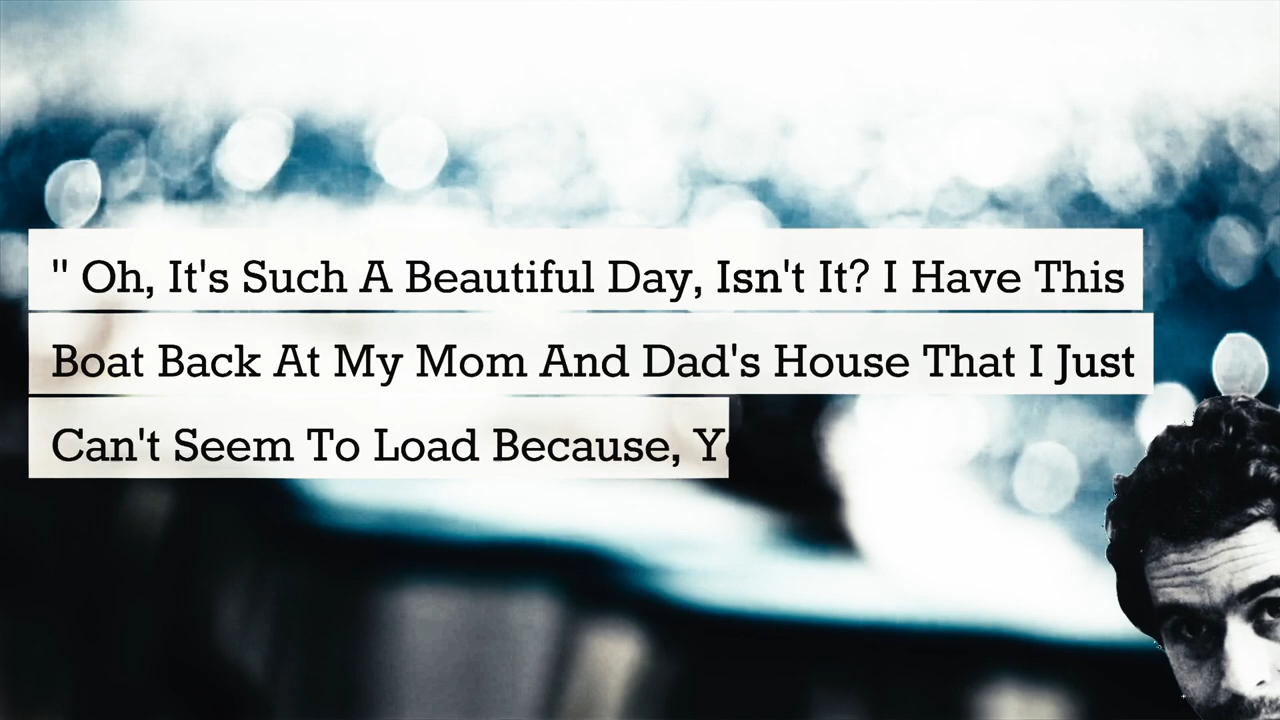 " Oh, It's Such A Beautiful Day, Isn't It? I Have This
Boat Back At My Mom And Dad's House That I Just
Can't Seem To Load Because,